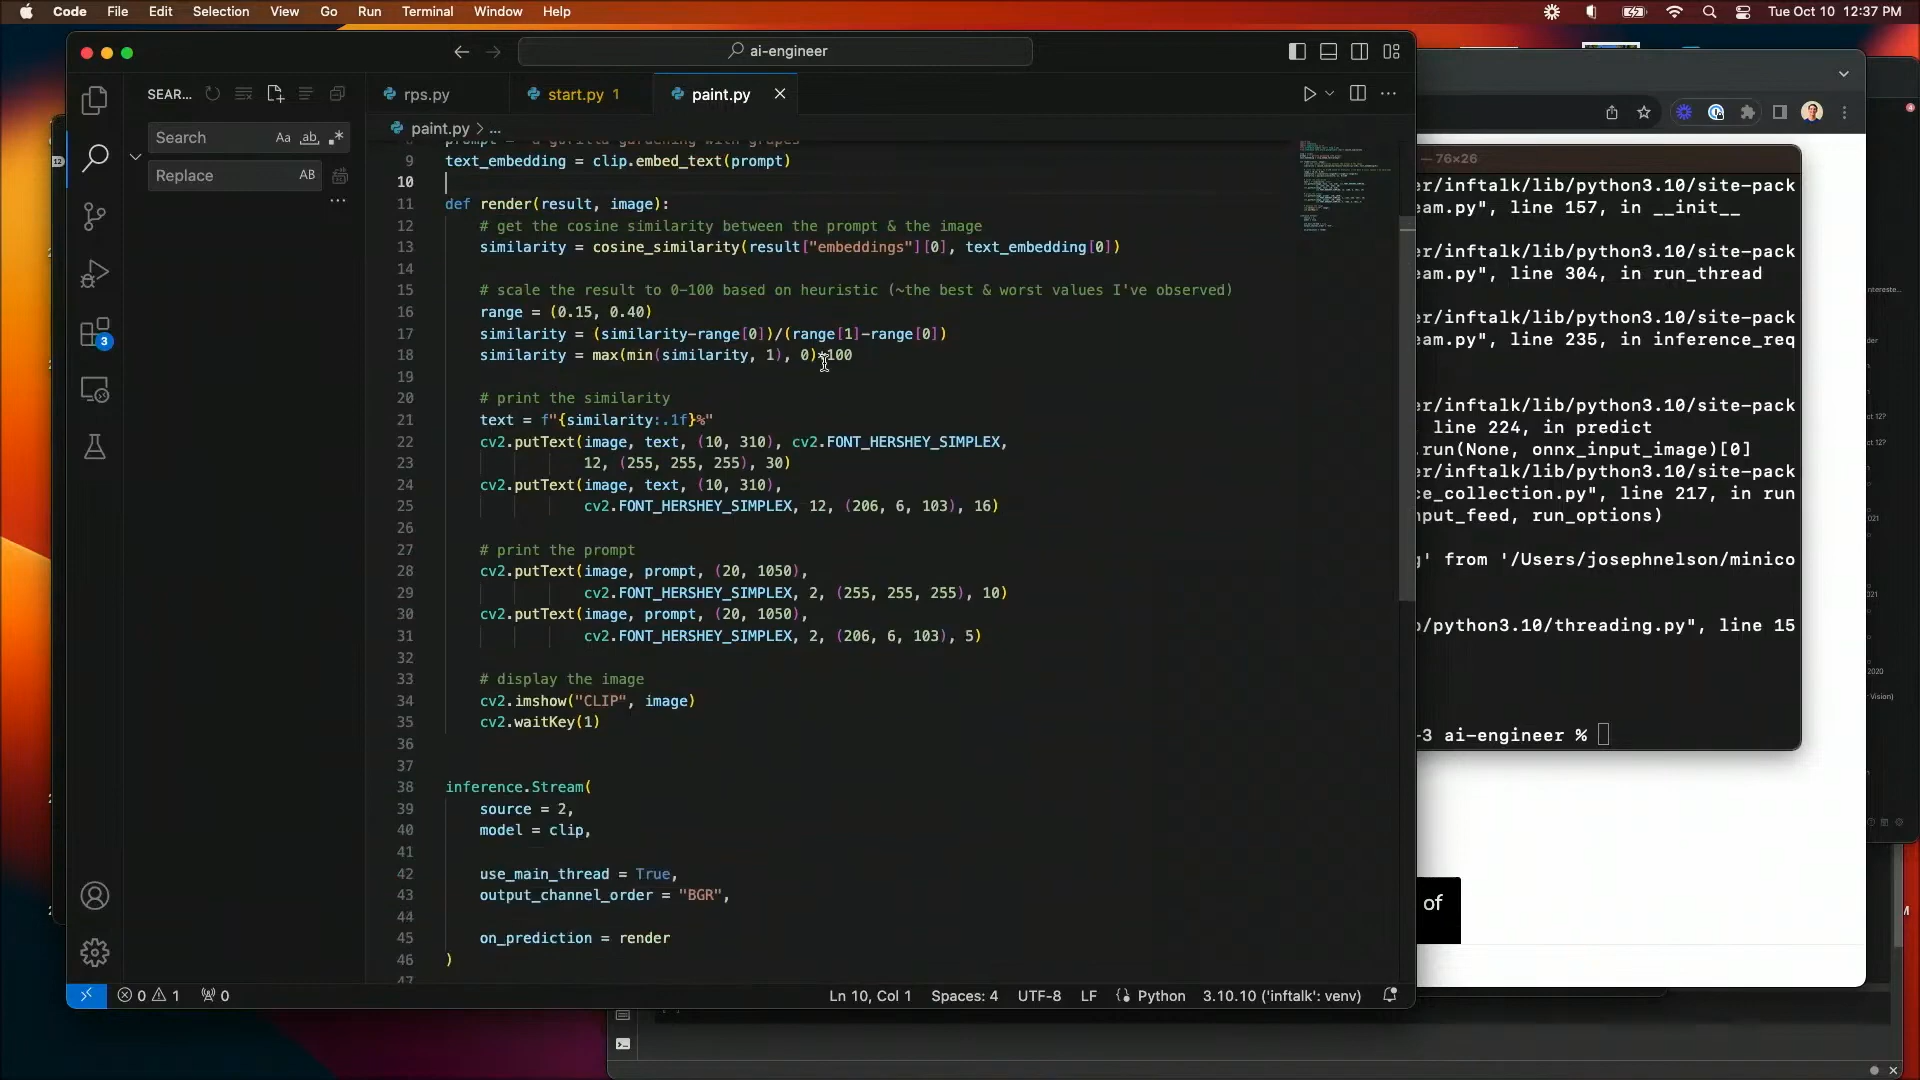 Code File Edit Selection View Go Run Terminal Window Help
Tue Oct 10 12:37 PM
ai-engineer
SEAR...
rps.py
start.py 1
paint.py
paint.py > ...
Search
Aa
ab
Replace
AB
3
9 text_embedding = clip.embed_text(prompt)
10
11 def render(result, image):
12 # get the cosine similarity between the prompt & the image
13 similarity = cosine_similarity(result["embeddings"][0], text_embedding[0])
14
15 # scale the result to 0-100 based on heuristic (~the best & worst values I've observed)
16 range = (0.15, 0.40)
17 similarity = (similarity-range[0])/(range[1]-range[0])
18 similarity = max(min(similarity, 1), 0)*100
19
20 # print the similarity
21 text = f"{similarity:.1f}%"
22 cv2.putText(image, text, (10, 310), cv2.FONT_HERSHEY_SIMPLEX,
23 12, (255, 255, 255), 30)
24 cv2.putText(image, text, (10, 310),
25 cv2.FONT_HERSHEY_SIMPLEX, 12, (206, 6, 103), 16)
26
27 # print the prompt
28 cv2.putText(image, prompt, (20, 1050),
29 cv2.FONT_HERSHEY_SIMPLEX, 2, (255, 255, 255), 10)
30 cv2.putText(image, prompt, (20, 1050),
31 cv2.FONT_HERSHEY_SIMPLEX, 2, (206, 6, 103), 5)
32
33 # display the image
34 cv2.imshow("CLIP", image)
35 cv2.waitKey(1)
36
37
38 inference.Stream(
39 source = 2,
40 model = clip,
41
42 use_main_thread = True,
43 output_channel_order = "BGR",
44
45 on_prediction = render
46 )
47
0 1 0
Ln 10, Col 1 Spaces: 4 UTF-8 LF Python 3.10.10 ('inftalk': venv)
— 76×26
er/inftalk/lib/python3.10/site-pack
eam.py", line 157, in __init__
er/inftalk/lib/python3.10/site-pack
eam.py", line 304, in run_thread
er/inftalk/lib/python3.10/site-pack
eam.py", line 235, in inference_req
er/inftalk/lib/python3.10/site-pack
line 224, in predict
.run(None, onnx_input_image)[0]
er/inftalk/lib/python3.10/site-pack
ce_collection.py", line 217, in run
nput_feed, run_options)
g' from '/Users/josephnelson/minico
/python3.10/threading.py", line 15
-3 ai-engineer %
of